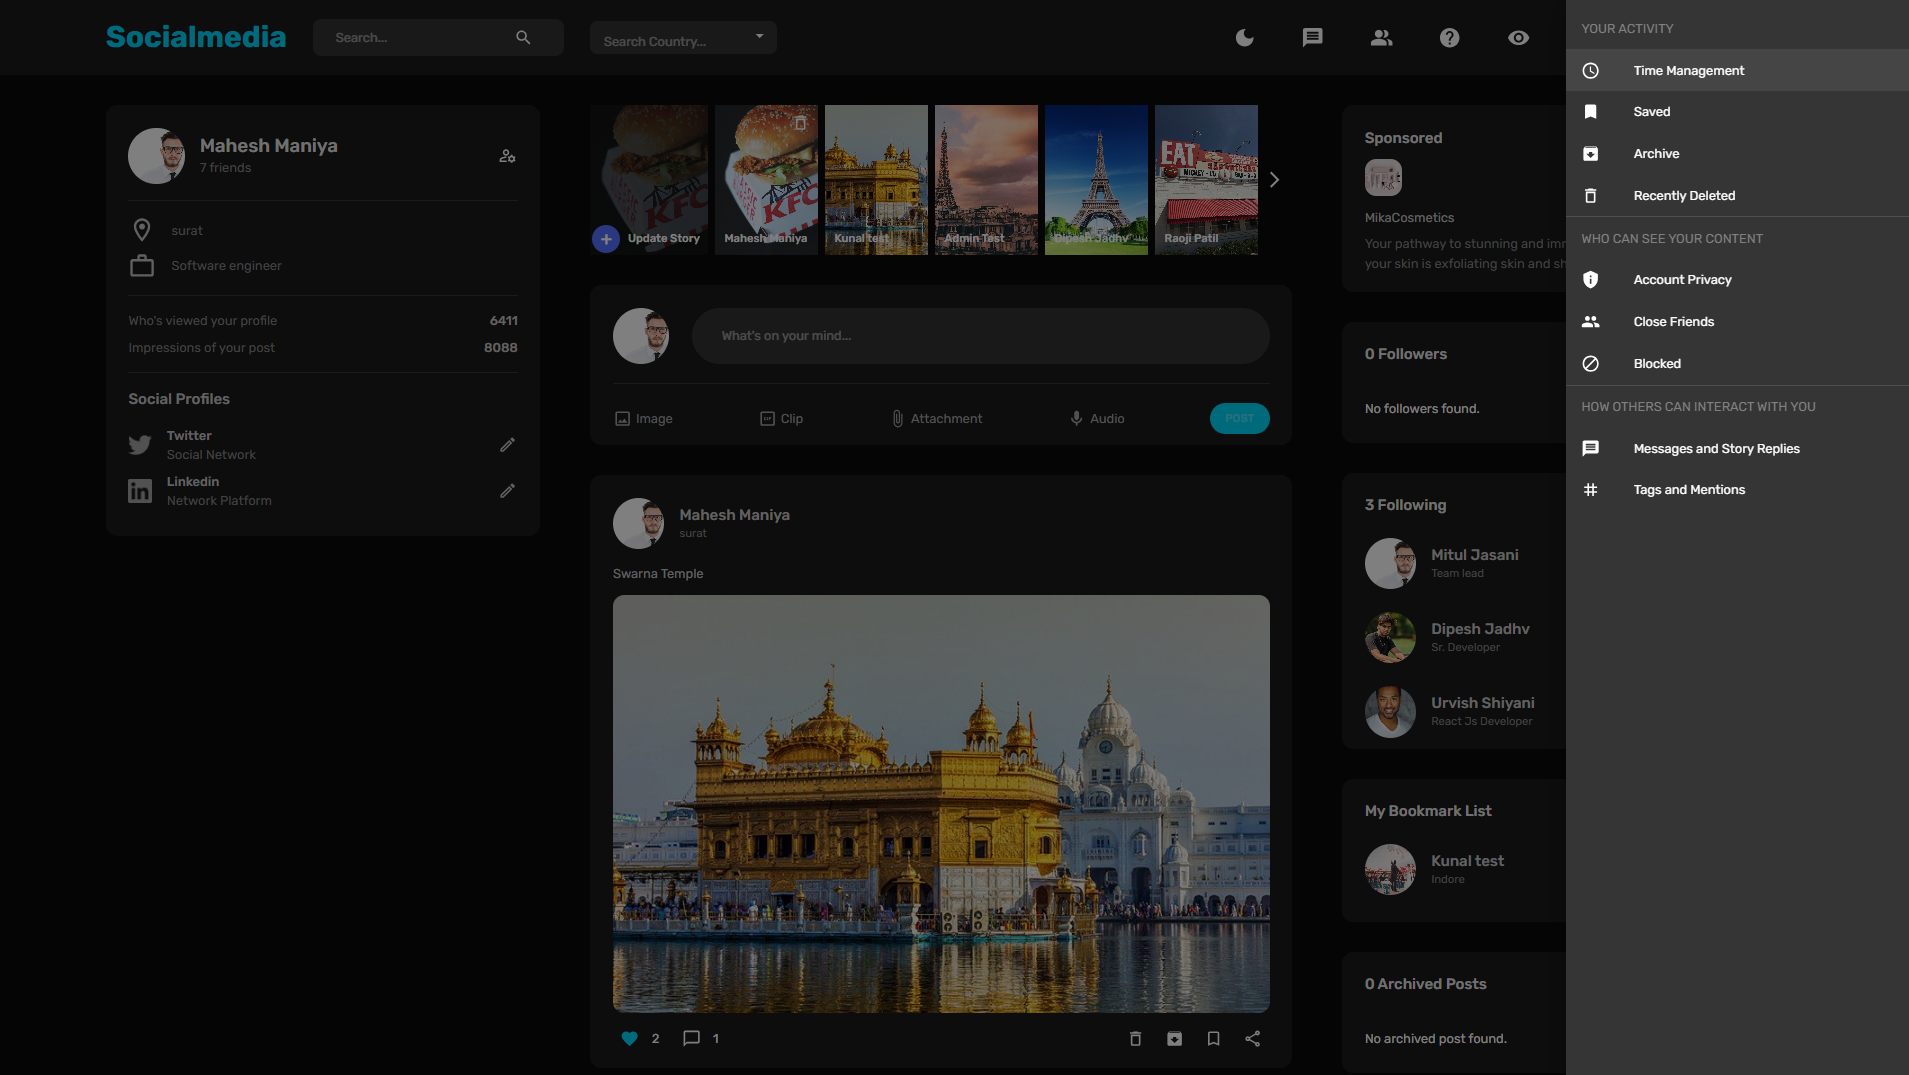 Socialmedia
Search...
Search Country...
Mahesh Maniya
7 friends
surat
Software engineer
Who's viewed your profile 6411
Impressions of your post 8088
Social Profiles
Twitter
Social Network
Linkedin
Network Platform
KFC
Update Story
KFC
Mahesh Maniya
Kunal test
Admin Test
Dipesh Jadhv
EAT
Raoji Patil
What's on your mind...
Image
Clip
Attachment
Audio
POST
Mahesh Maniya
surat
Swarna Temple
2
1
Sponsored
MikaCosmetics
Your pathway to stunning and
your skin is exfoliating skin and
0 Followers
No followers found.
3 Following
Mitul Jasani
Team lead
Dipesh Jadhv
Sr. Developer
Urvish Shiyani
React Js Developer
My Bookmark List
Kunal test
Indore
0 Archived Posts
No archived post found.
YOUR ACTIVITY
Time Management
Saved
Archive
Recently Deleted
WHO CAN SEE YOUR CONTENT
Account Privacy
Close Friends
Blocked
HOW OTHERS CAN INTERACT WITH YOU
Messages and Story Replies
Tags and Mentions